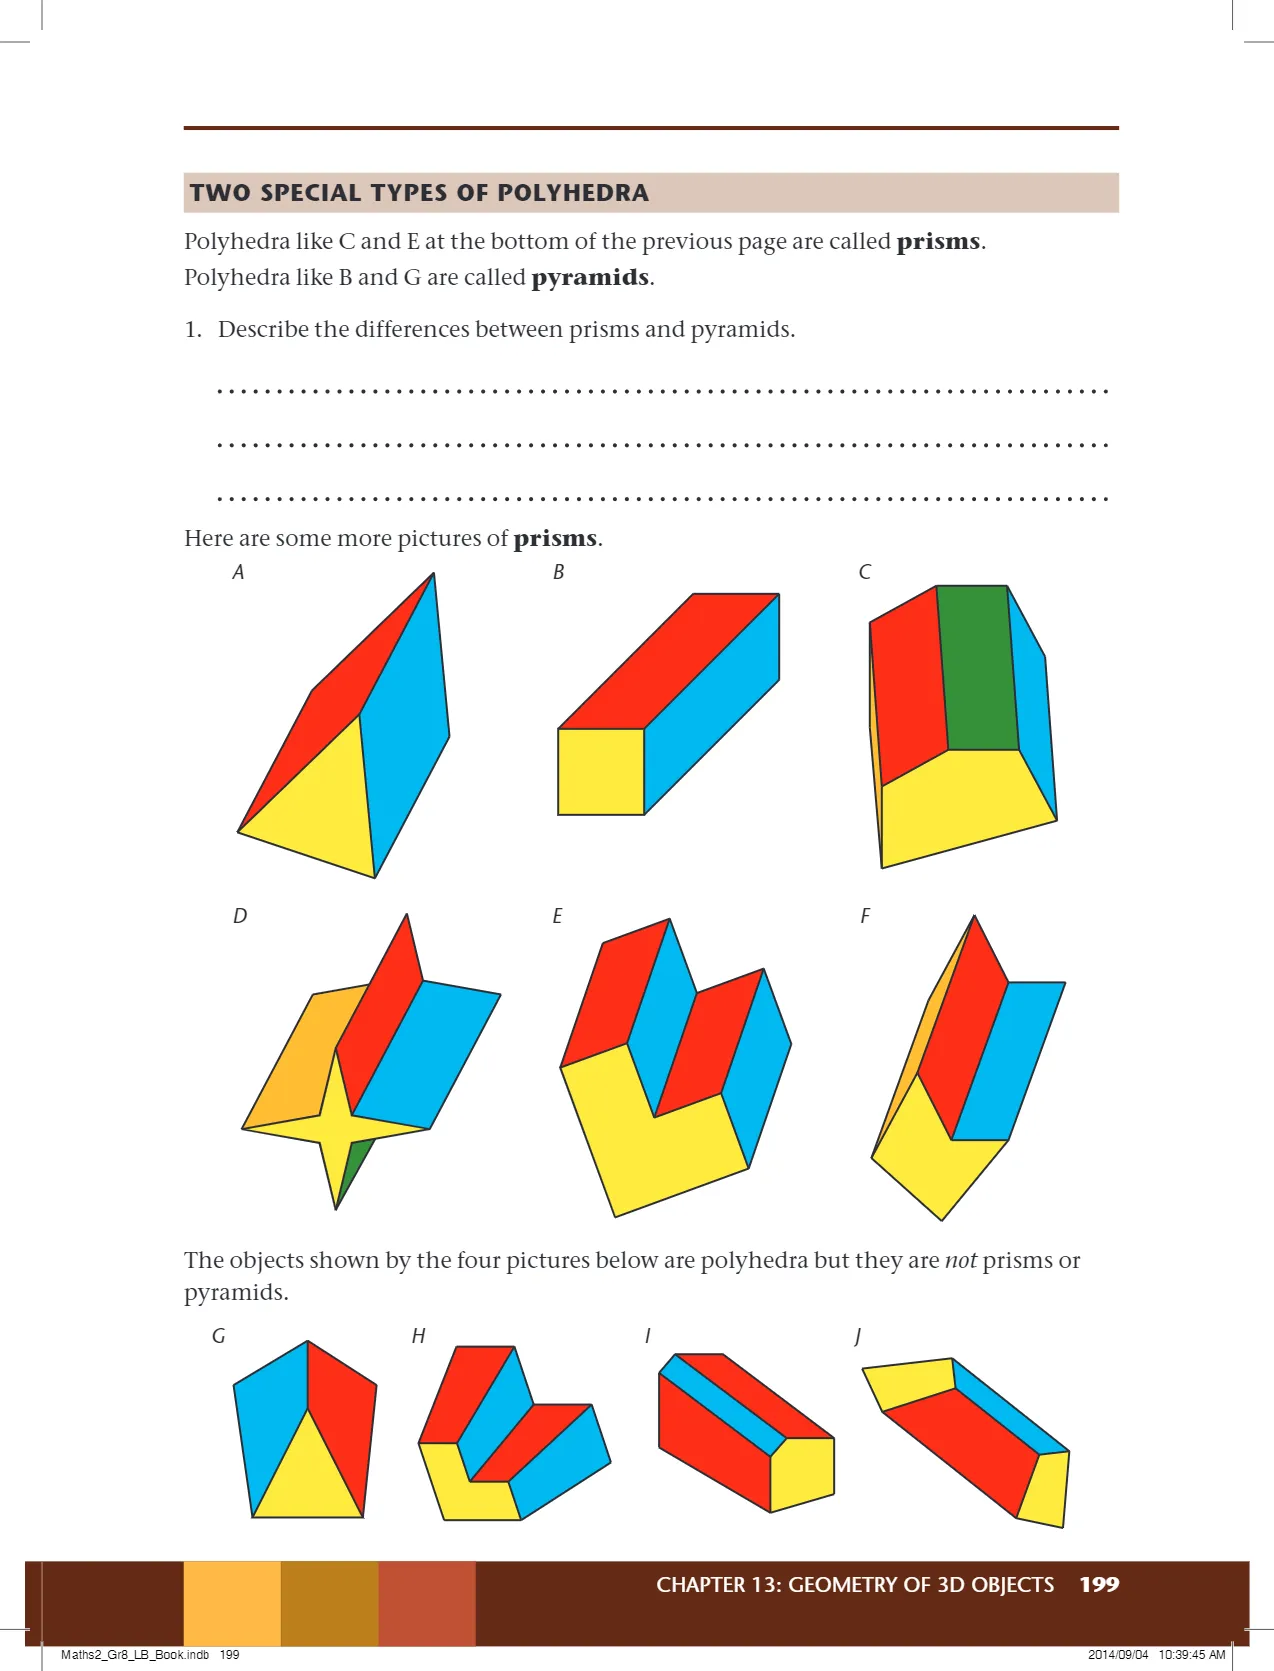 TWO SPECIAL TYPES OF POLYHEDRA
Polyhedra like C and E at the bottom of the previous page are called prisms.
Polyhedra like B and G are called pyramids.
1. Describe the differences between prisms and pyramids.
Here are some more pictures of prisms.
A B C
D E F
The objects shown by the four pictures below are polyhedra but they are not prisms or
pyramids.
G H I J
CHAPTER 13: GEOMETRY OF 3D OBJECTS 199
Maths2_Gr8_LB_Book.indb 199 2014/09/04 10:39:45 AM